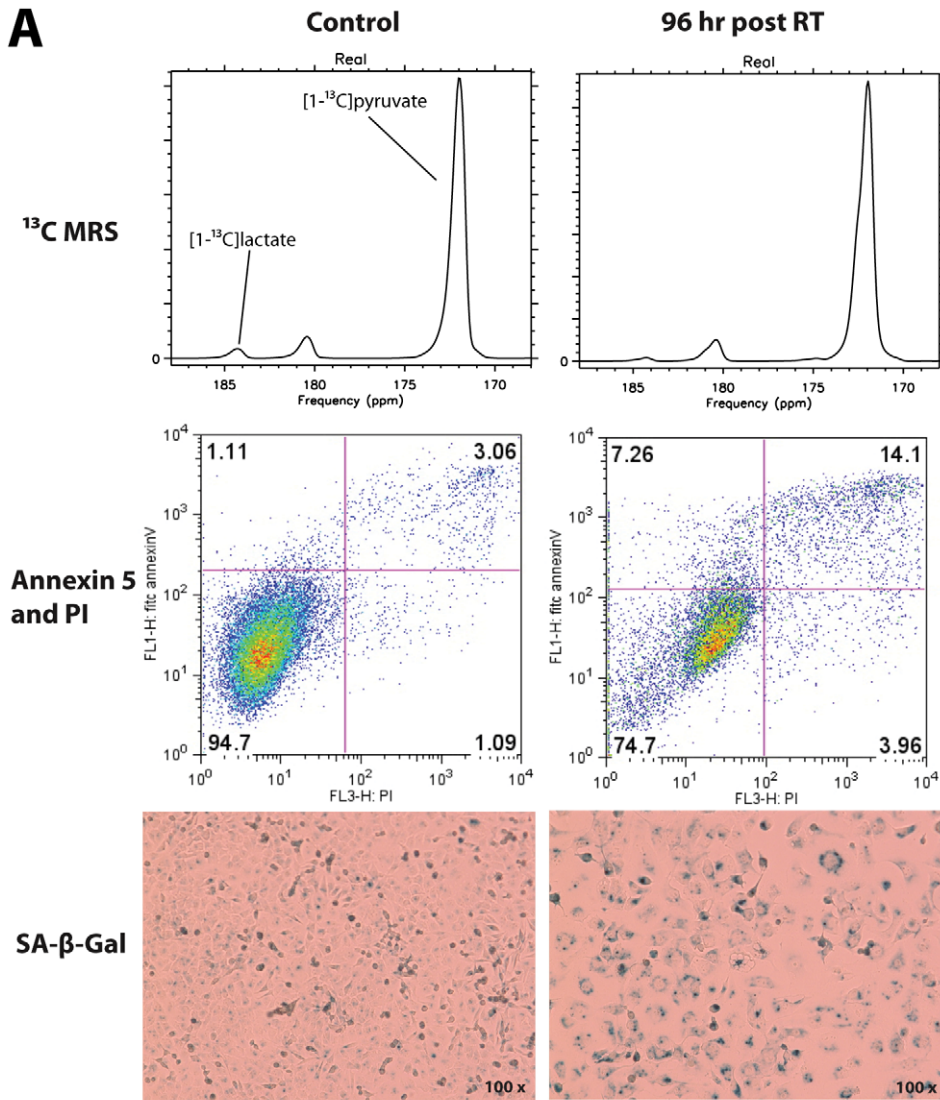 A
Control
96 hr post RT
Real
Real
[1-¹³C]pyruvate
[1-¹³C]lactate
¹³C MRS
0
0
185 180 175 170
185 180 175 170
Frequency (ppm)
Frequency (ppm)
Annexin 5
and PI
10⁴
1.11
3.06
10³
10²
10¹
10⁰
94.7
1.09
10⁰ 10¹ 10² 10³ 10⁴
FL1-H: fitc annexinV
FL3-H: PI
10⁴
7.26
14.1
10³
10²
10¹
10⁰
74.7
3.96
10⁰ 10¹ 10² 10³ 10⁴
FL1-H: fitc annexinV
FL3-H: PI
SA-β-Gal
100 x
100 x